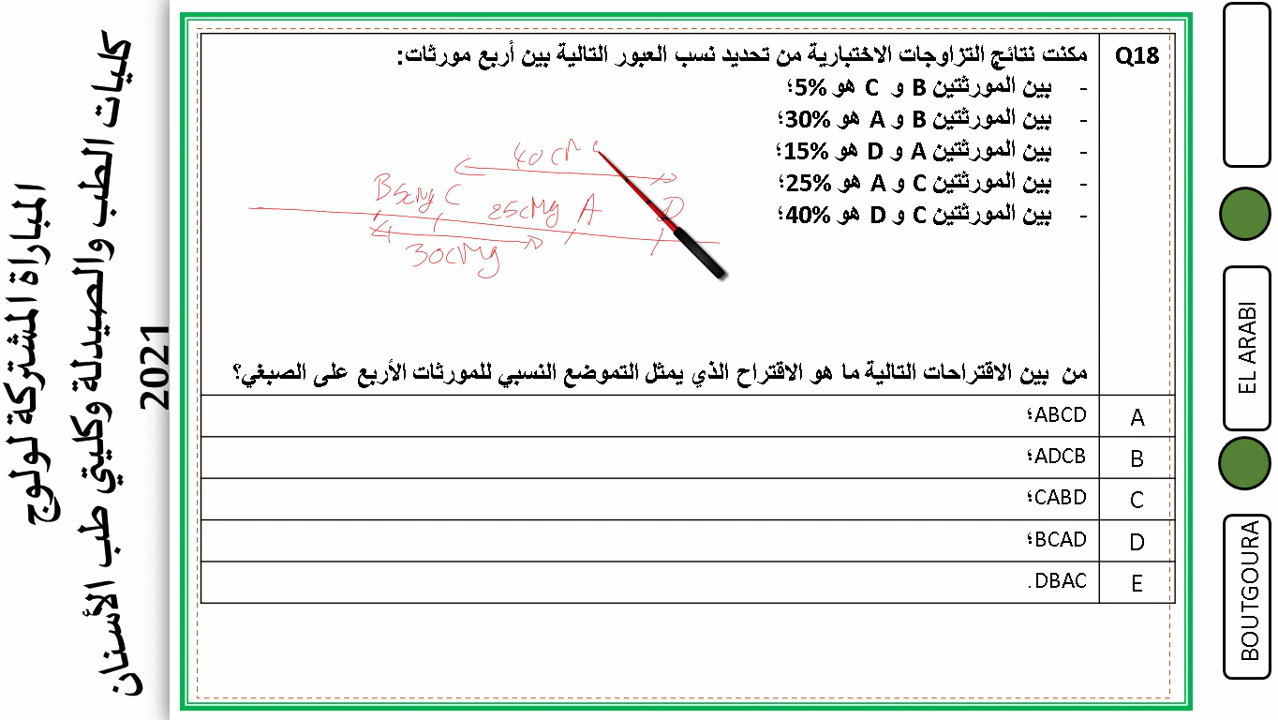 المباراة المشتركة لولوج
كليات الطب والصيدلة وكليتي طب الأسنان
2021
Q18
مكنت نتائج التزاوجات الاختبارية من تحديد نسب العبور التالية بين أربع مورثات:
- بين المورثتين B و C هو 5%؛
- بين المورثتين B و A هو 30%؛
- بين المورثتين A و D هو 15%؛
- بين المورثتين C و A هو 25%؛
- بين المورثتين C و D هو 40%؛
40 cM
B 5cMg C 25cMg A D
30cMg
من بين الاقتراحات التالية ما هو الاقتراح الذي يمثل التموضع النسبي للمورثات الأربع على الصبغي؟
A ABCD؛
B ADCB؛
C CABD؛
D BCAD؛
E DBAC.
EL ARABI
BOUTGOURA